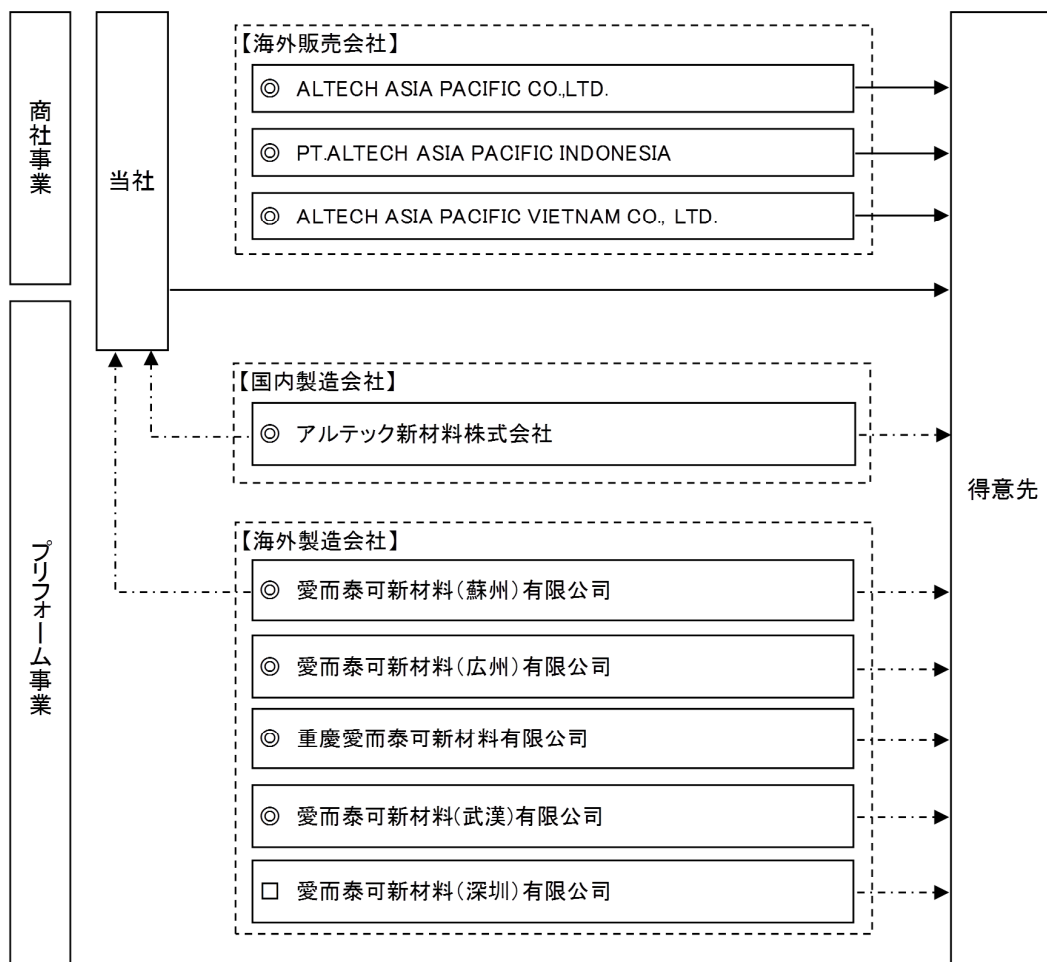 商社事業
当社
【海外販売会社】
◎ ALTECH ASIA PACIFIC CO.,LTD.
◎ PT.ALTECH ASIA PACIFIC INDONESIA
◎ ALTECH ASIA PACIFIC VIETNAM CO., LTD.
プリフォーム事業
【国内製造会社】
◎ アルテック新材料株式会社
【海外製造会社】
◎ 愛而泰可新材料(蘇州)有限公司
◎ 愛而泰可新材料(広州)有限公司
◎ 重慶愛而泰可新材料有限公司
◎ 愛而泰可新材料(武漢)有限公司
□ 愛而泰可新材料(深圳)有限公司
得意先